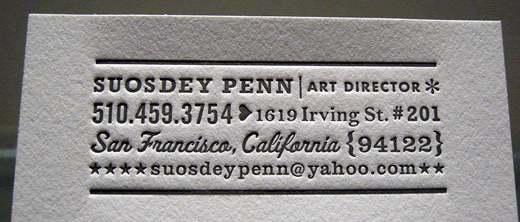 SUOSDEY PENN | ART DIRECTOR*
510.459.3754 ♥ 1619 Irving St. #201
San Francisco, California {94122}
★★★★suosdeypenn@yahoo.com★★